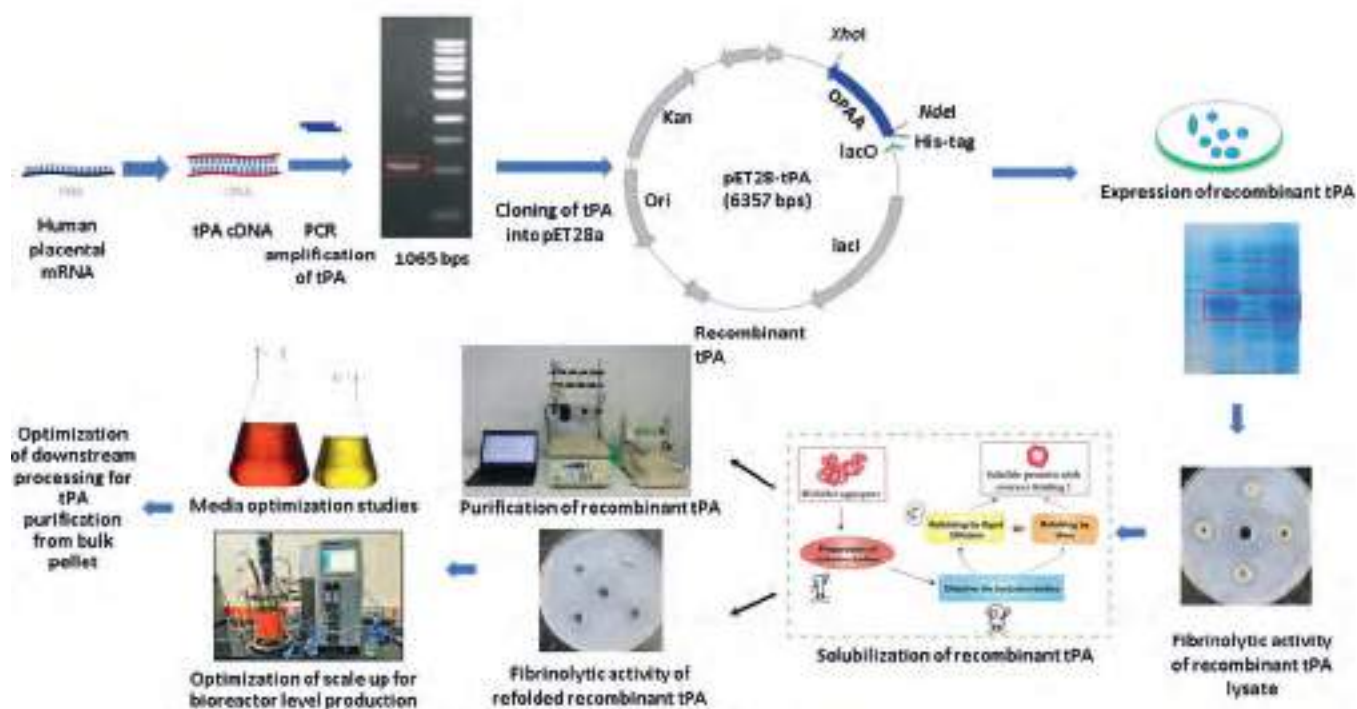 Human
placental
mRNA
tPA cDNA
PCR
amplification
of tPA
1065 bps
Cloning of tPA
into pET28a
XhoI
OPAA
NdeI
His-tag
lacO
Kan
Ori
lacI
pET28-tPA
(6357 bps)
Recombinant
tPA
Expression of recombinant tPA
Fibrinolytic activity
of recombinant tPA
lysate
Solubilization of recombinant tPA
Purification of recombinant tPA
Fibrinolytic activity of
refolded recombinant tPA
Media optimization studies
Optimization of scale up for
bioreactor level production
Optimization
of downstream
processing for
tPA
purification
from bulk
pellet